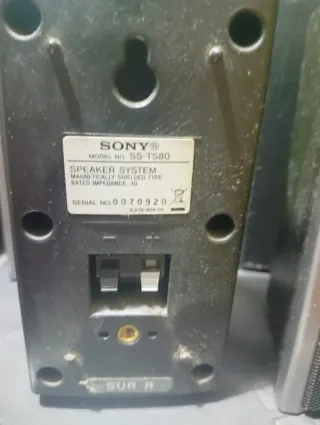 SONY®
MODEL NO. SS-TS80
SPEAKER SYSTEM
MAGNETICALLY SHIELDED TYPE
RATED IMPEDANCE: 3Ω
SERIAL NO. 0070920
SUR R